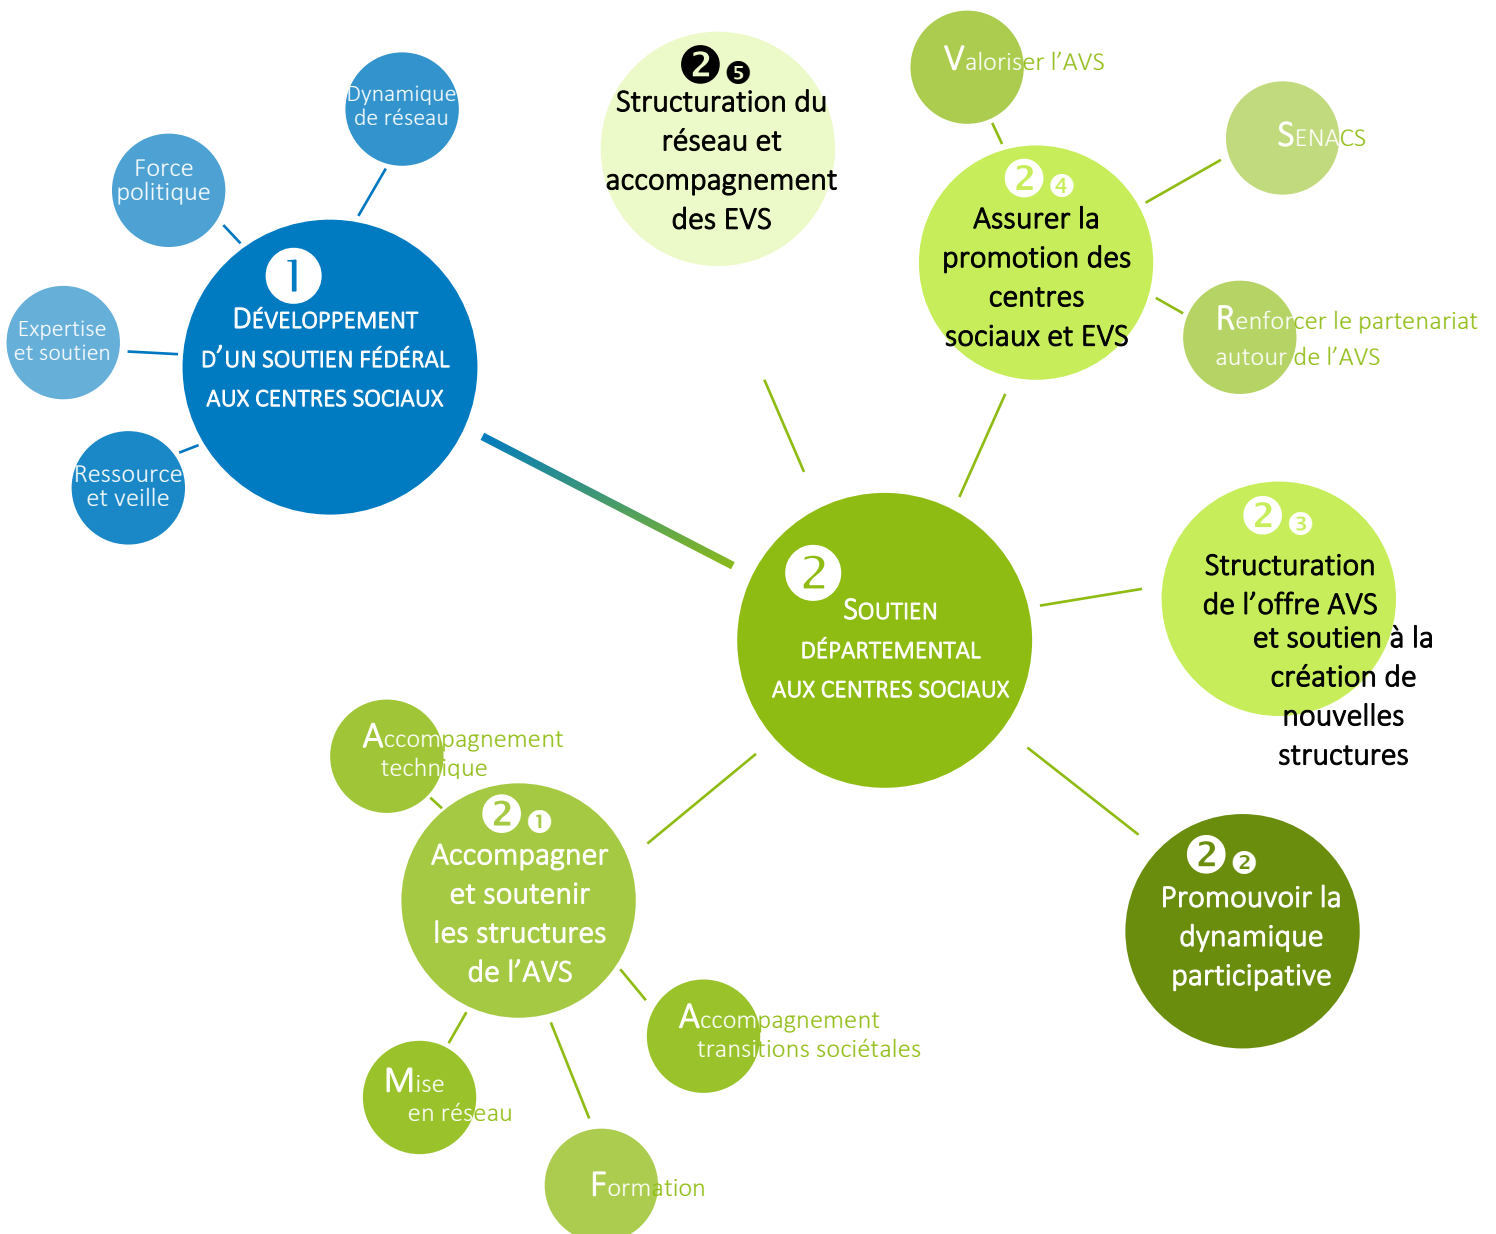 Dynamique
de réseau
Force
politique
Expertise
et soutien
Ressource
et veille
1
DÉVELOPPEMENT
D’UN SOUTIEN FÉDÉRAL
AUX CENTRES SOCIAUX
2 5
Structuration du
réseau et
accompagnement
des EVS
Valoriser l’AVS
SENACS
2 4
Assurer la
promotion des
centres
sociaux et EVS
Renforcer le partenariat
autour de l’AVS
2 3
Structuration
de l’offre AVS
et soutien à la
création de
nouvelles
structures
2
SOUTIEN
DÉPARTEMENTAL
AUX CENTRES SOCIAUX
2 2
Promouvoir la
dynamique
participative
Accompagnement
technique
2 1
Accompagner
et soutenir
les structures
de l’AVS
Accompagnement
transitions sociétales
Mise
en réseau
Formation